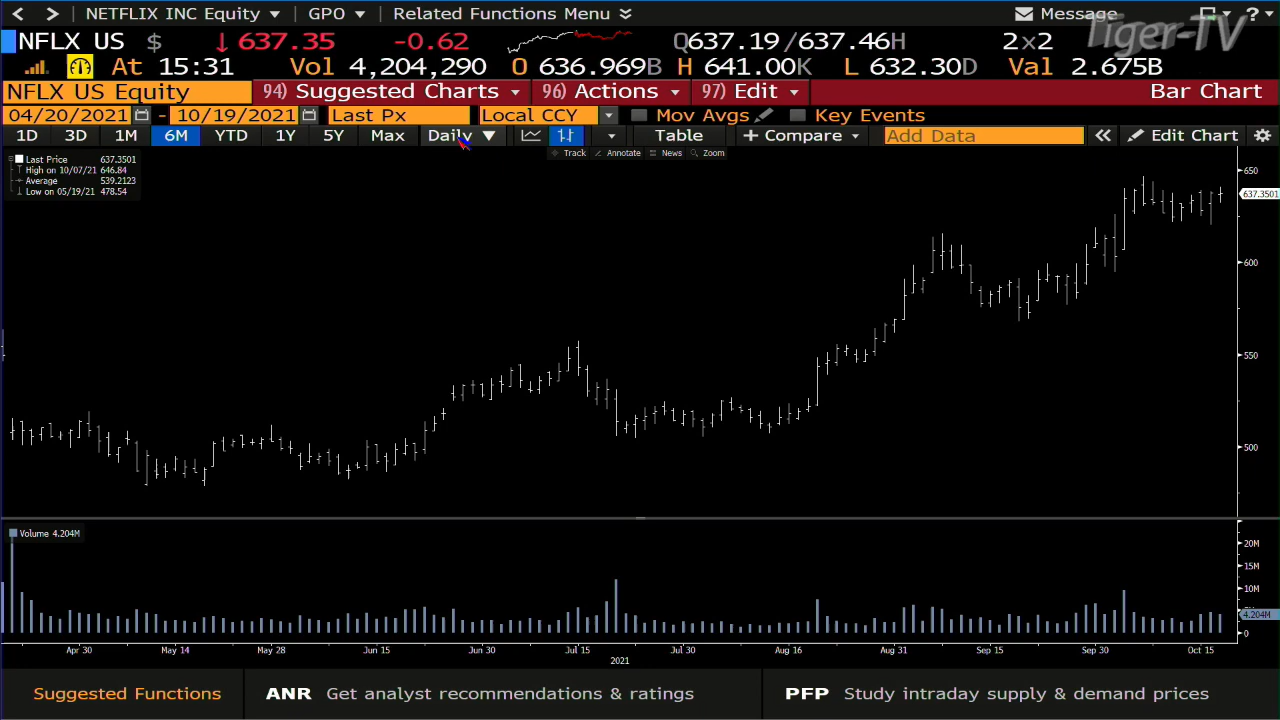 < > NETFLIX INC Equity ▾ GPO ▾ Related Functions Menu Message ?
Tiger-TV
NFLX US $ ↓ 637.35 -0.62 Q637.19 /637.46H 2x2
At 15:31 Vol 4,204,290 O 636.969B H 641.00K L 632.30D Val 2.675B
NFLX US Equity 94) Suggested Charts 96) Actions 97) Edit Bar Chart
04/20/2021 - 10/19/2021 Last Px Local CCY Mov Avgs Key Events
1D 3D 1M 6M YTD 1Y 5Y Max Daily ▼ Table + Compare Add Data « Edit Chart
Track Annotate News Zoom
Last Price 637.3501
High on 10/07/21 646.84
Average 539.2123
Low on 05/19/21 478.54
650
637.3501
600
550
500
Volume 4.204M
20M
15M
10M
4.204M
0
Apr 30 May 14 May 28 Jun 15 Jun 30 Jul 15 Jul 30 Aug 16 Aug 31 Sep 15 Sep 30 Oct 15
2021
Suggested Functions ANR Get analyst recommendations & ratings PFP Study intraday supply & demand prices